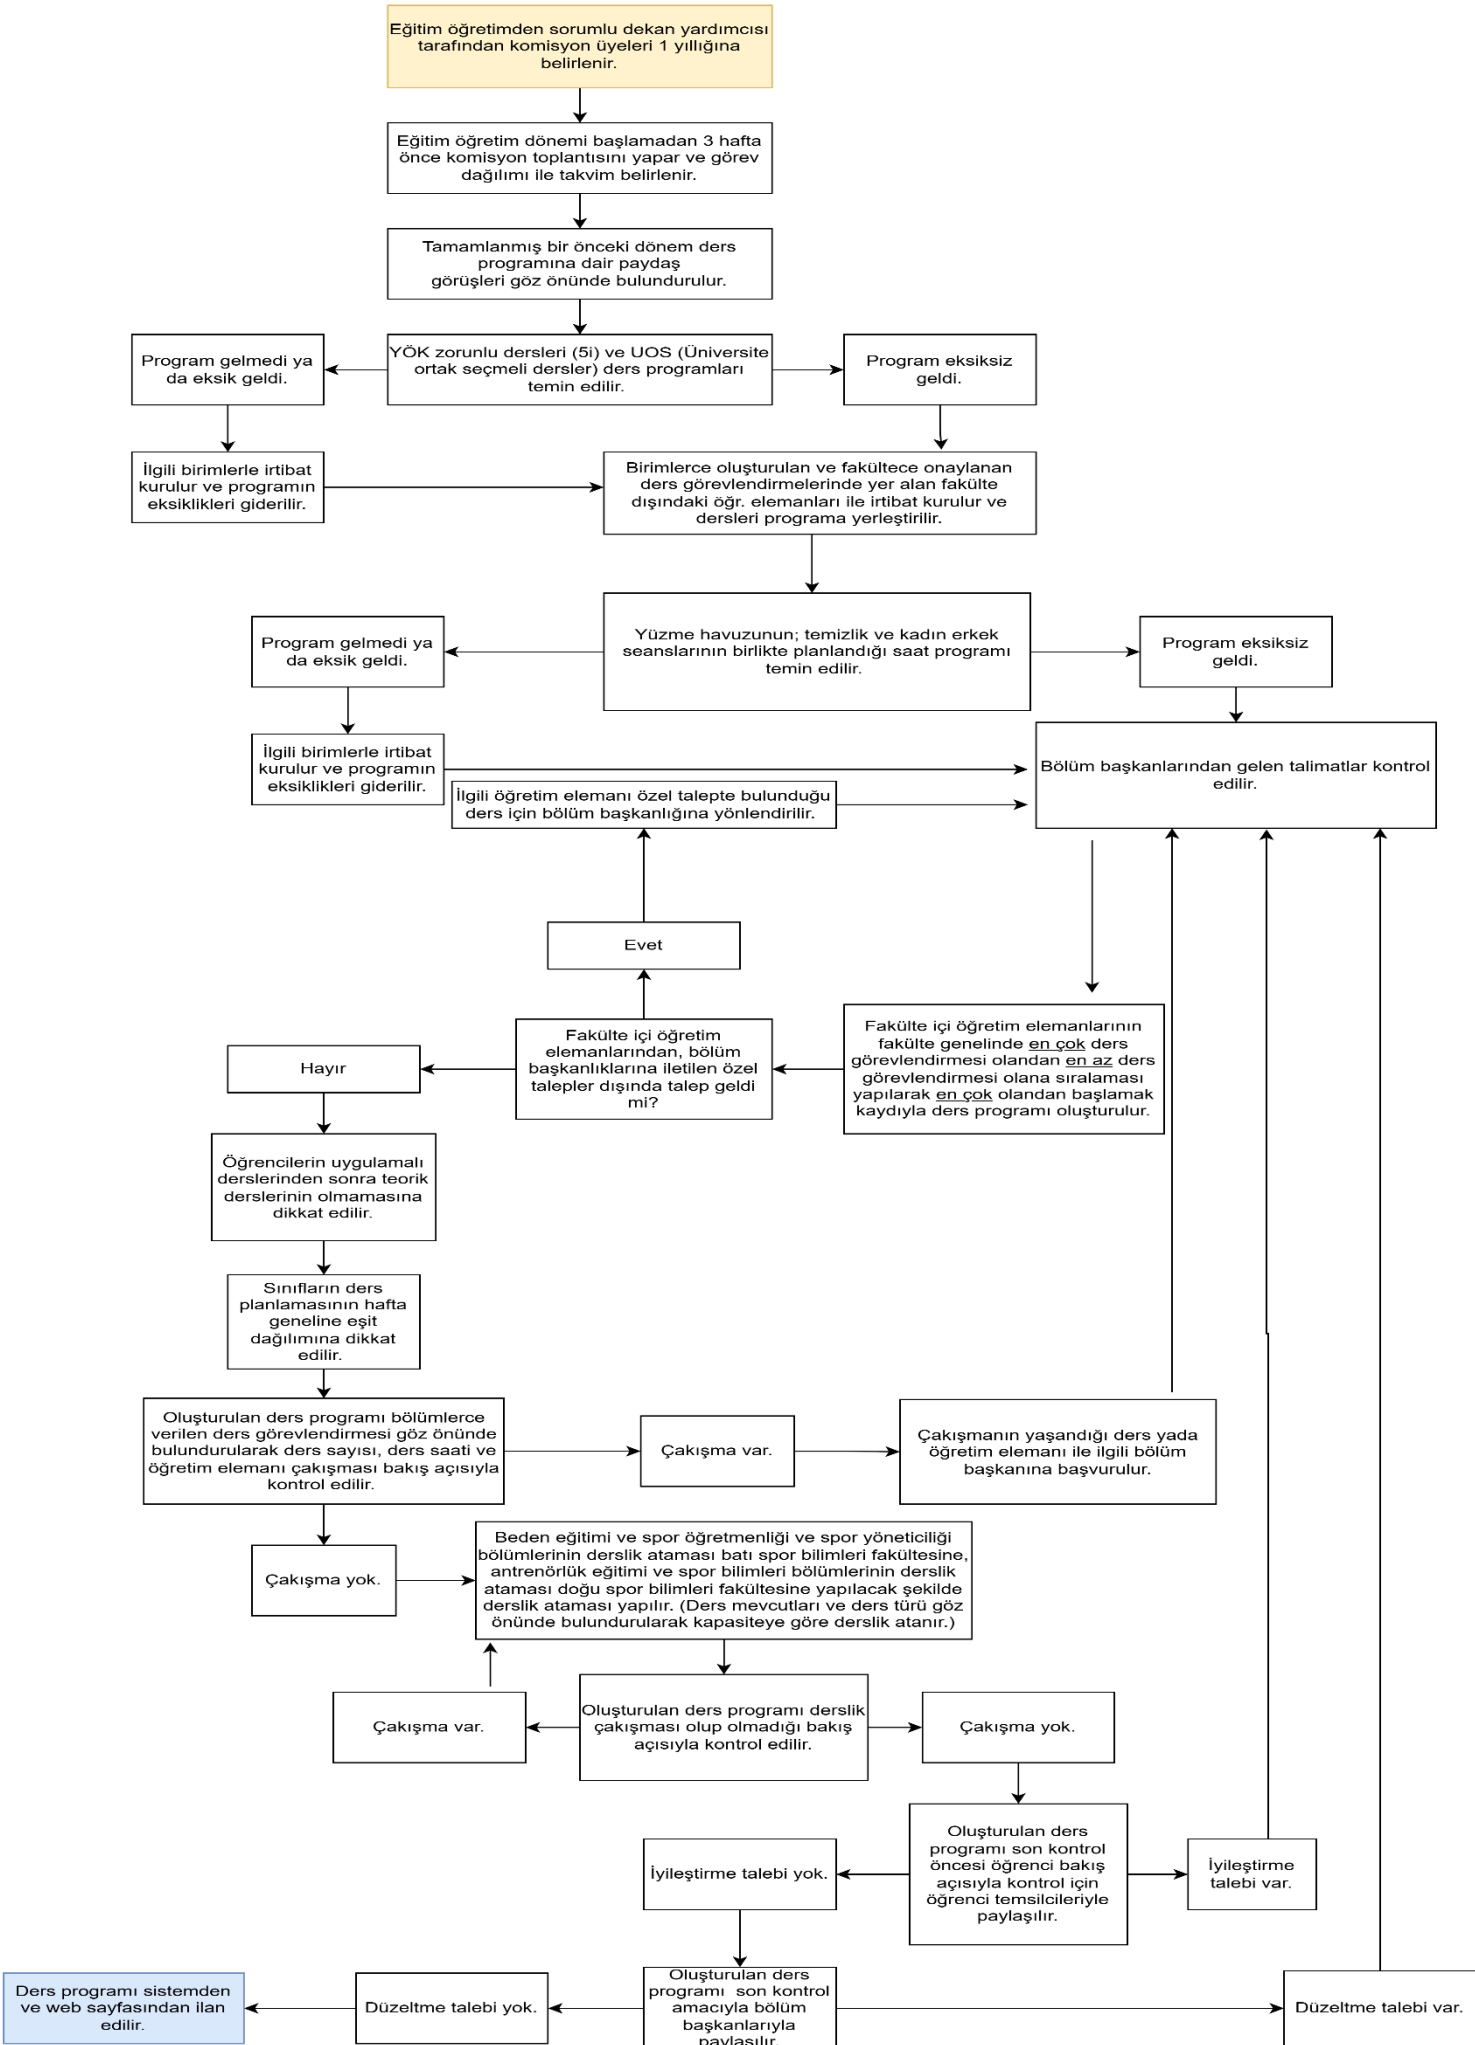 Eğitim öğretimden sorumlu dekan yardımcısı
tarafından komisyon üyeleri 1 yıllığına
belirlenir.
Eğitim öğretim dönemi başlamadan 3 hafta
önce komisyon toplantısını yapar ve görev
dağılımı ile takvim belirlenir.
Tamamlanmış bir önceki dönem ders
programına dair paydaş
görüşleri göz önünde bulundurulur.
Program gelmedi ya
da eksik geldi.
YÖK zorunlu dersleri (5i) ve UOS (Üniversite
ortak seçmeli dersler) ders programları
temin edilir.
Program eksiksiz
geldi.
İlgili birimlerle irtibat
kurulur ve programın
eksiklikleri giderilir.
Birimlerce oluşturulan ve fakültece onaylanan
ders görevlendirmelerinde yer alan fakülte
dışındaki öğr. elemanları ile irtibat kurulur ve
dersleri programa yerleştirilir.
Program gelmedi ya
da eksik geldi.
Yüzme havuzunun; temizlik ve kadın erkek
seanslarının birlikte planlandığı saat programı
temin edilir.
Program eksiksiz
geldi.
İlgili birimlerle irtibat
kurulur ve programın
eksiklikleri giderilir.
Bölüm başkanlarından gelen talimatlar kontrol
edilir.
İlgili öğretim elemanı özel talepte bulunduğu
ders için bölüm başkanlığına yönlendirilir.
Evet
Hayır
Fakülte içi öğretim
elemanlarından, bölüm
başkanlıklarına iletilen özel
talepler dışında talep geldi
mi?
Fakülte içi öğretim elemanlarının
fakülte genelinde en çok ders
görevlendirmesi olandan en az ders
görevlendirmesi olana sıralaması
yapılarak en çok olandan başlamak
kaydıyla ders programı oluşturulur.
Öğrencilerin uygulamalı
derslerinden sonra teorik
derslerinin olmamasına
dikkat edilir.
Sınıfların ders
planlamasının hafta
geneline eşit
dağılımına dikkat
edilir.
Oluşturulan ders programı bölümlerce
verilen ders görevlendirmesi göz önünde
bulundurularak ders sayısı, ders saati ve
öğretim elemanı çakışması bakış açısıyla
kontrol edilir.
Çakışma var.
Çakışmanın yaşandığı ders yada
öğretim elemanı ile ilgili bölüm
başkanına başvurulur.
Çakışma yok.
Beden eğitimi ve spor öğretmenliği ve spor yöneticiliği
bölümlerinin derslik ataması batı spor bilimleri fakültesine,
antrenörlük eğitimi ve spor bilimleri bölümlerinin derslik
ataması doğu spor bilimleri fakültesine yapılacak şekilde
derslik ataması yapılır. (Ders mevcutları ve ders türü göz
önünde bulundurularak kapasiteye göre derslik atanır.)
Çakışma var.
Oluşturulan ders programı derslik
çakışması olup olmadığı bakış
açısıyla kontrol edilir.
Çakışma yok.
İyileştirme talebi yok.
Oluşturulan ders
programı son kontrol
öncesi öğrenci bakış
açısıyla kontrol için
öğrenci temsilcileriyle
paylaşılır.
İyileştirme
talebi var.
Ders programı sistemden
ve web sayfasından ilan
edilir.
Düzeltme talebi yok.
Oluşturulan ders
programı  son kontrol
amacıyla bölüm
başkanlarıyla
paylaşılır.
Düzeltme talebi var.